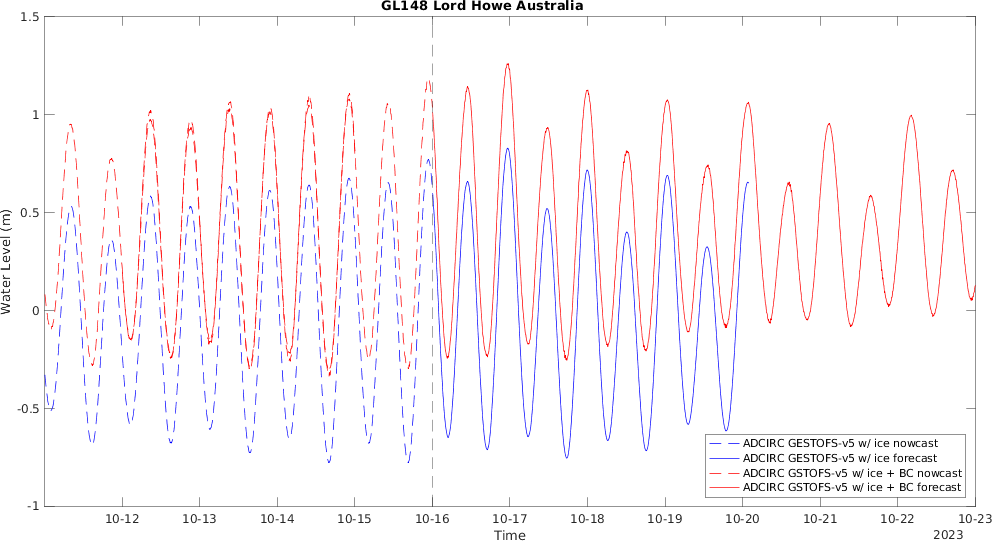 GL148 Lord Howe Australia
1.5
1
0.5
0
-0.5
-1
Water Level (m)
ADCIRC GESTOFS-v5 w/ ice nowcast
ADCIRC GESTOFS-v5 w/ ice forecast
ADCIRC GSTOFS-v5 w/ ice + BC nowcast
ADCIRC GSTOFS-v5 w/ ice + BC forecast
10-12 10-13 10-14 10-15 10-16 10-17 10-18 10-19 10-20 10-21 10-22 10-23
Time
2023